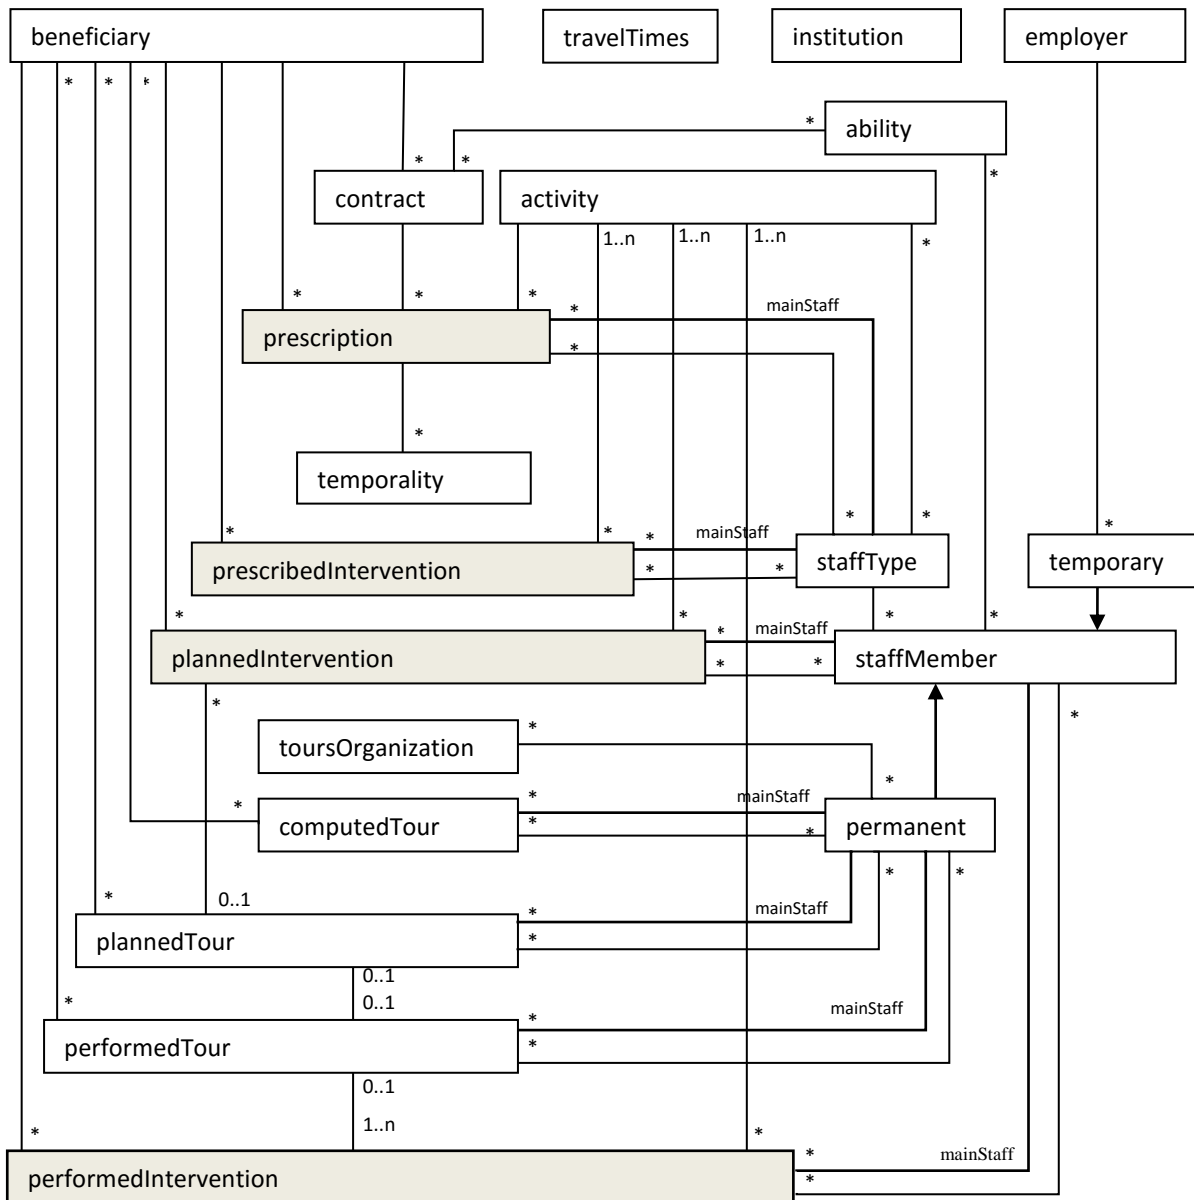 beneficiary travelTimes institution employer
* * *
* ability
* * *
contract activity
1..n 1..n 1..n *
* * *
* mainStaff
prescription
*
*
temporality
* * * mainStaff * * *
staffType temporary
prescribedIntervention * *
* * * mainStaff * *
plannedIntervention * * staffMember
* *
*
toursOrganization
*
* * mainStaff
computedTour * * permanent
* *
* 0..1 * mainStaff
plannedTour *
0..1
* 0..1 * mainStaff
performedTour *
0..1
* 1..n *
* mainStaff
performedIntervention *